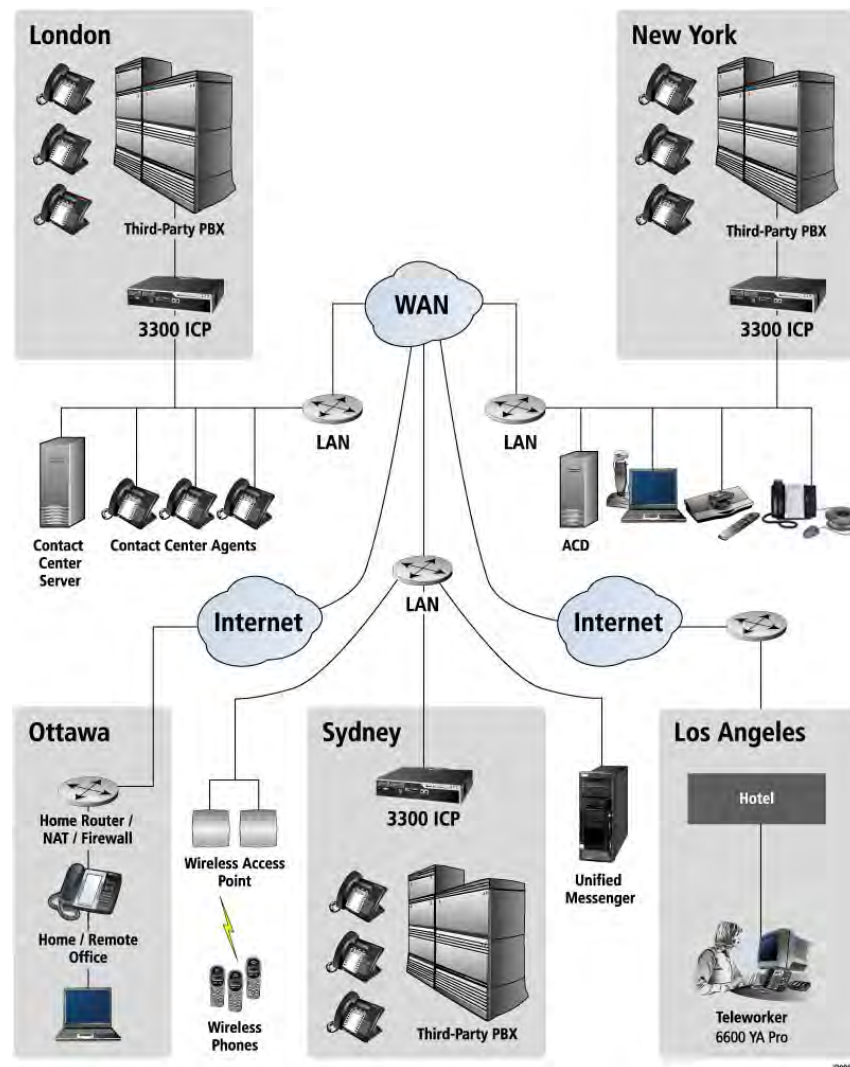 London
New York
Third-Party PBX
Third-Party PBX
3300 ICP
3300 ICP
WAN
LAN
LAN
Contact
Center
Server
Contact Center Agents
ACD
LAN
Internet
Internet
Ottawa
Home Router /
NAT / Firewall
Home / Remote
Office
Wireless Access
Point
Wireless
Phones
Sydney
3300 ICP
Third-Party PBX
Unified
Messenger
Los Angeles
Hotel
Teleworker
6600 YA Pro